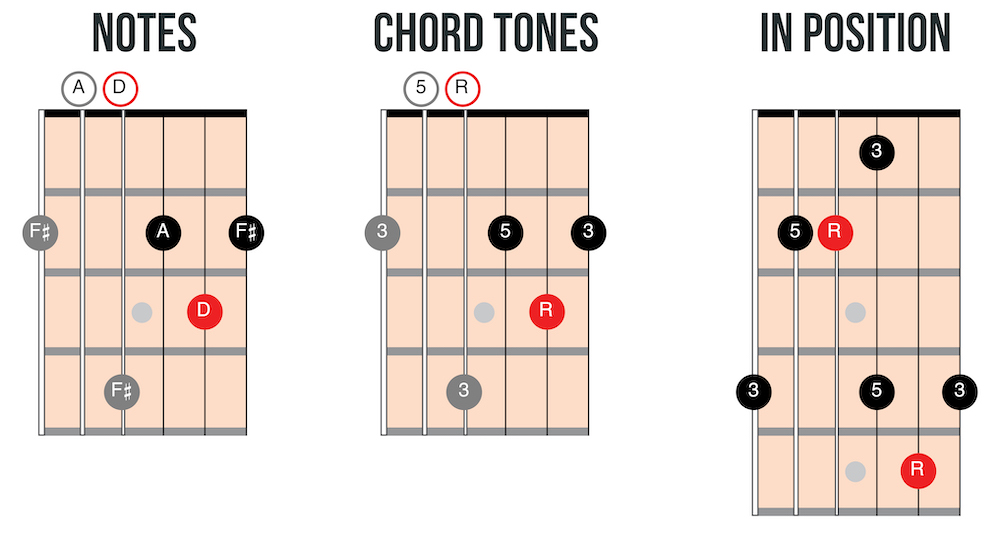 NOTES CHORD TONES IN POSITION
A D 5 R
3
F♯ A F♯ 3 5 3 5 R
D R
F♯ 3 3 5 3
R